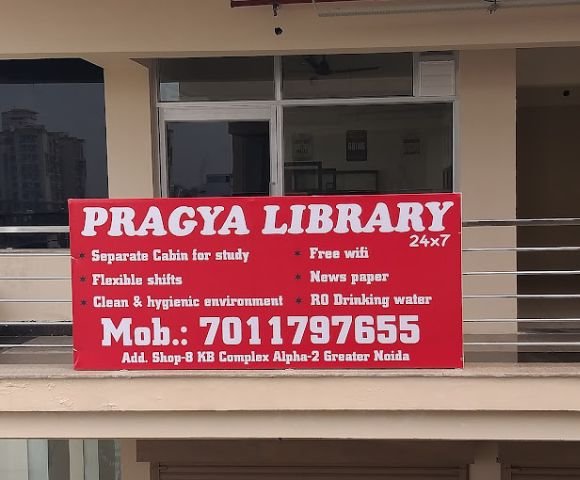 PRAGYA LIBRARY
24x7
* Separate Cabin for study
* Free wifi
* Flexible shifts
* News paper
* Clean & hygienic environment
* RO Drinking water
Mob.: 7011797655
Add. Shop-8 KB Complex Alpha-2 Greater Noida